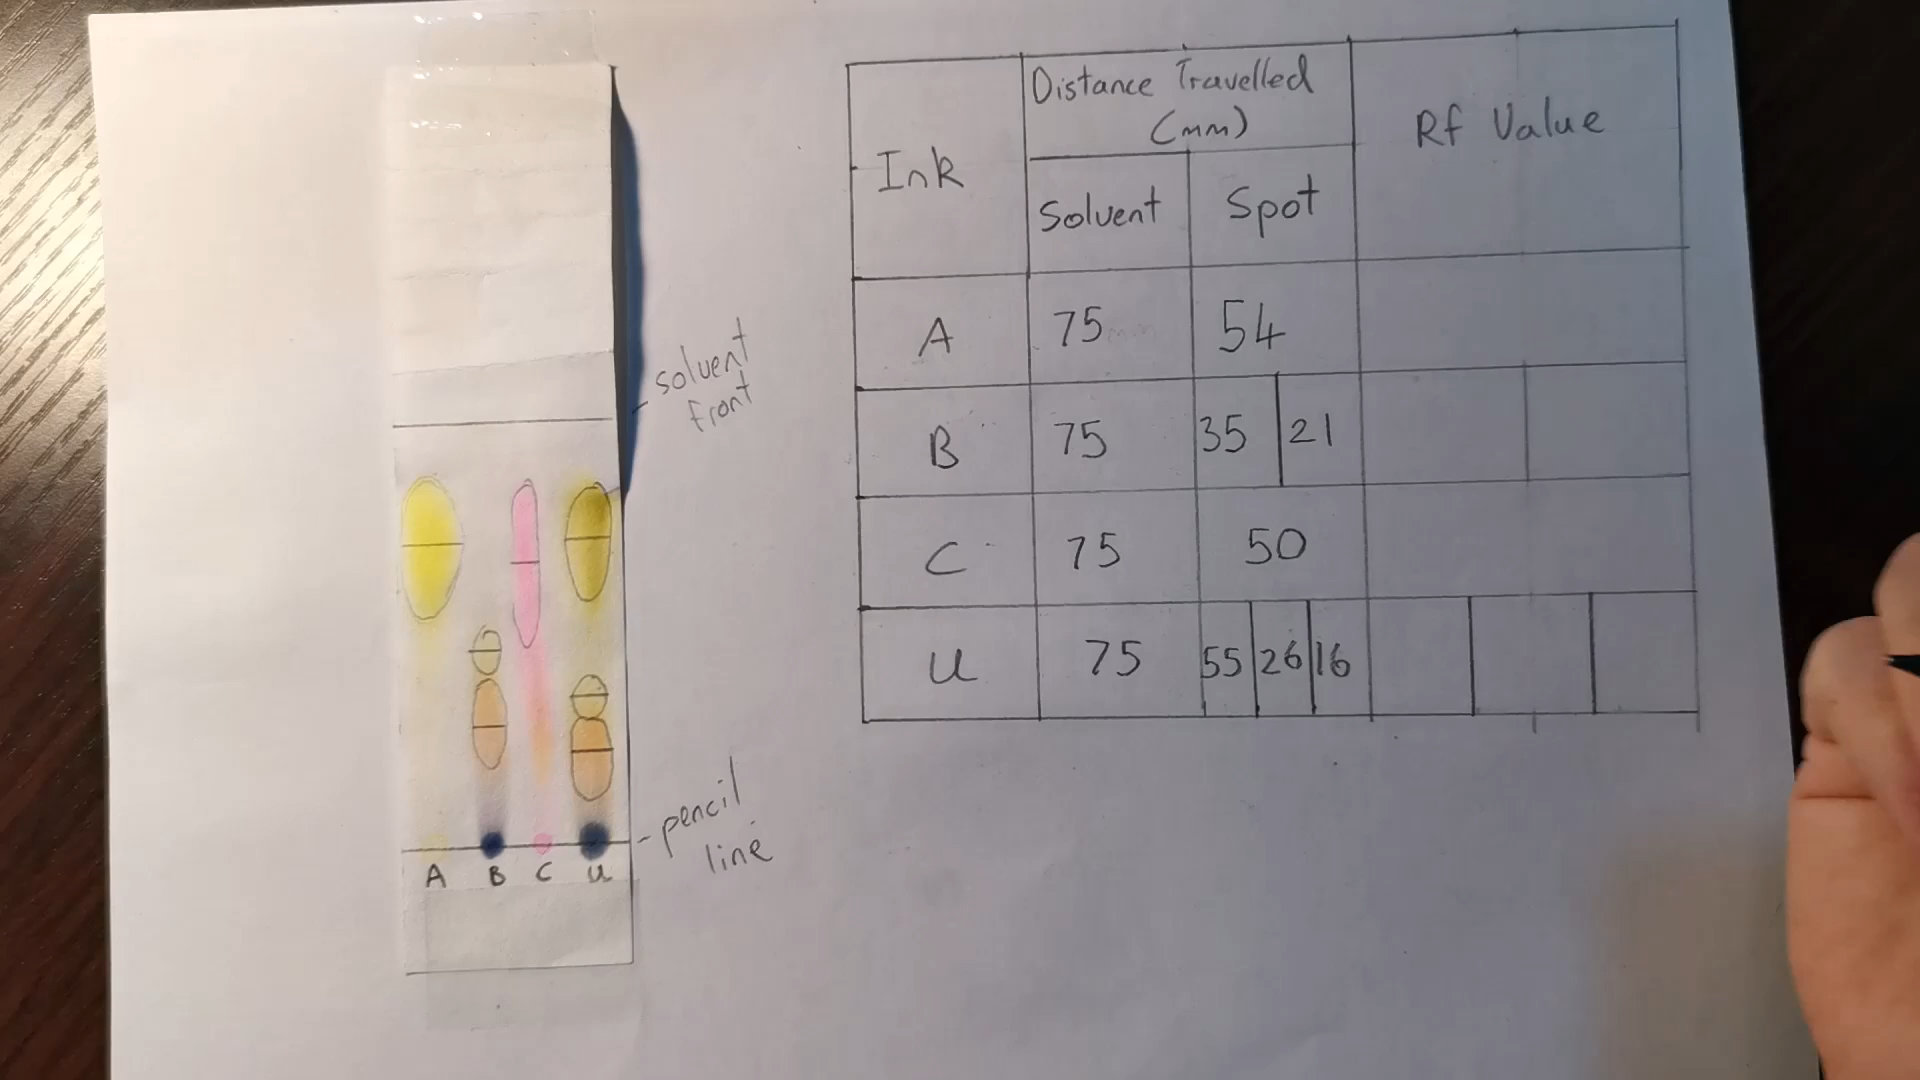 solvent
front
pencil
line
A B C U
Ink
Distance Travelled
(mm)
Rf Value
Solvent
Spot
A 75 54
B 75 35 21
C 75 50
U 75 55 26 16